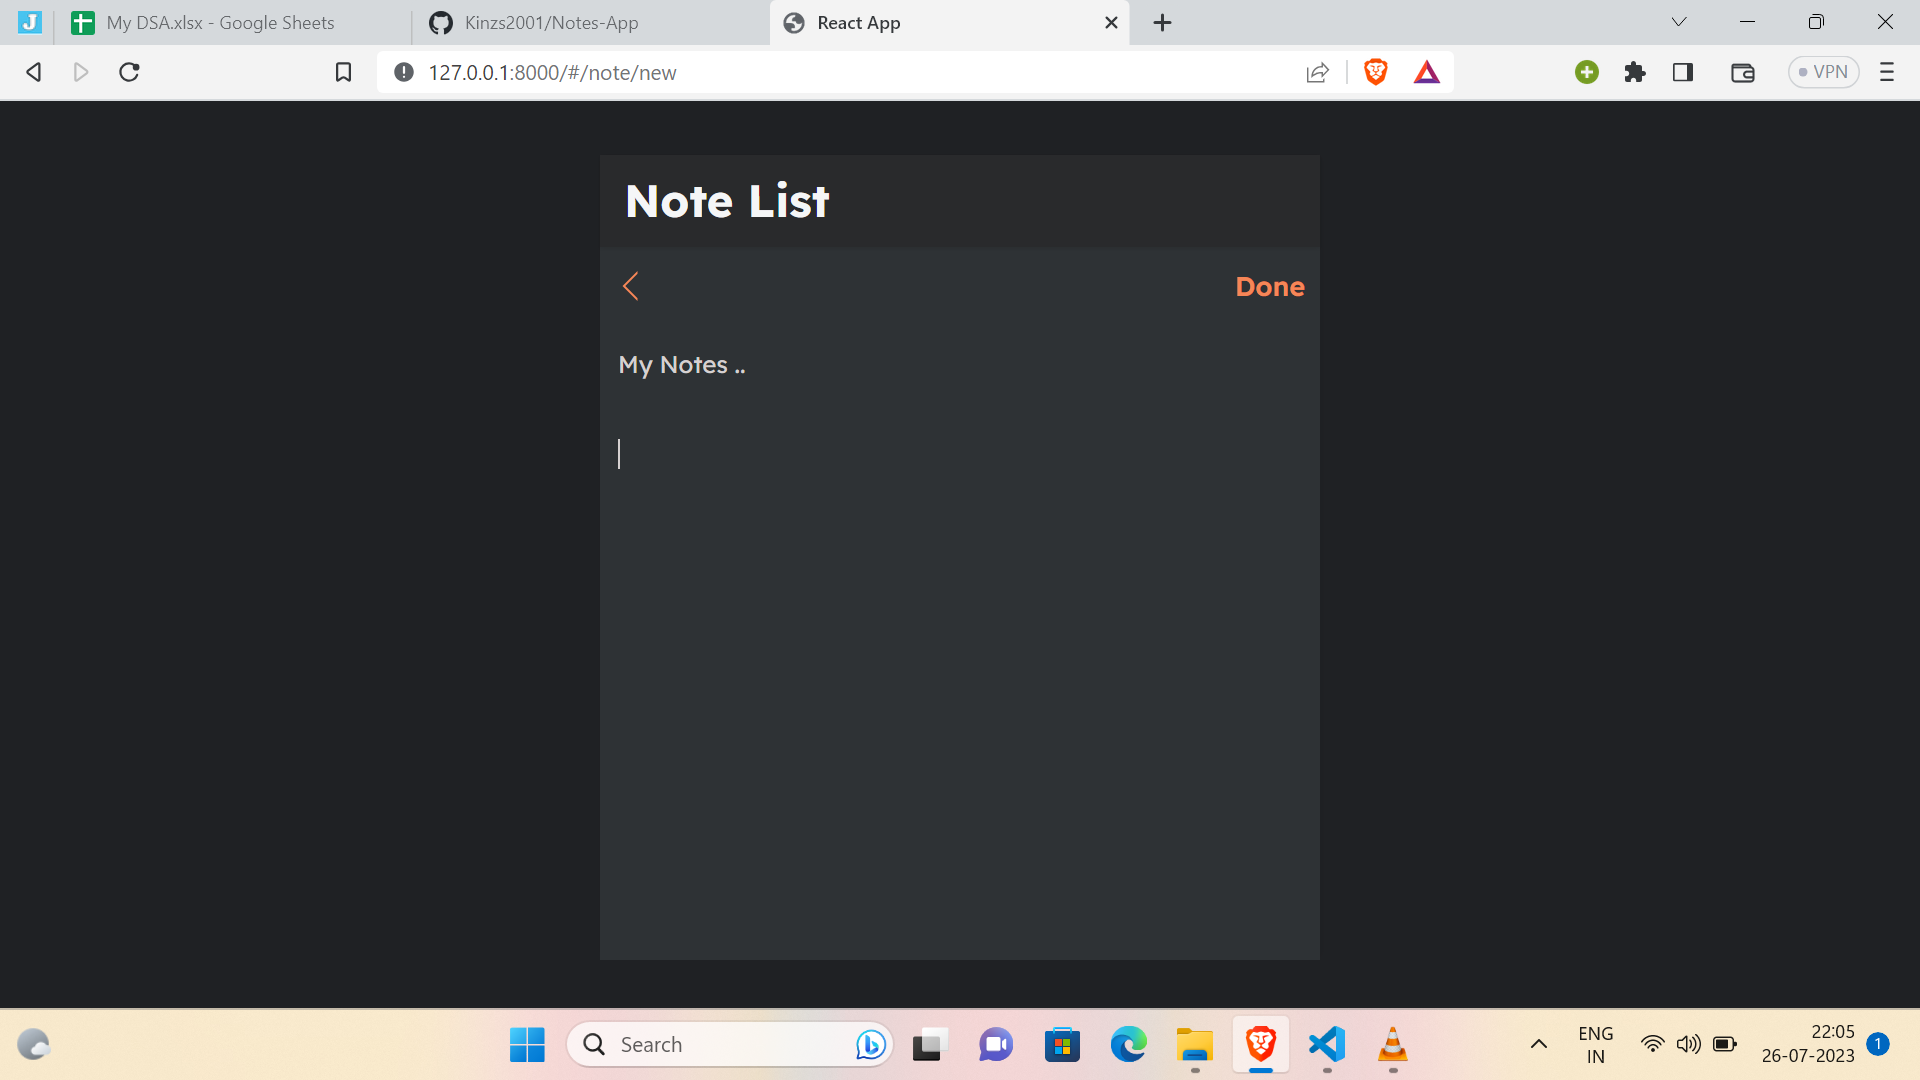 J
My DSA.xlsx - Google Sheets
Kinzs2001/Notes-App
React App
127.0.0.1:8000/#/note/new
VPN
Note List
Done
My Notes ..
Search
ENG
IN
22:05
26-07-2023
1